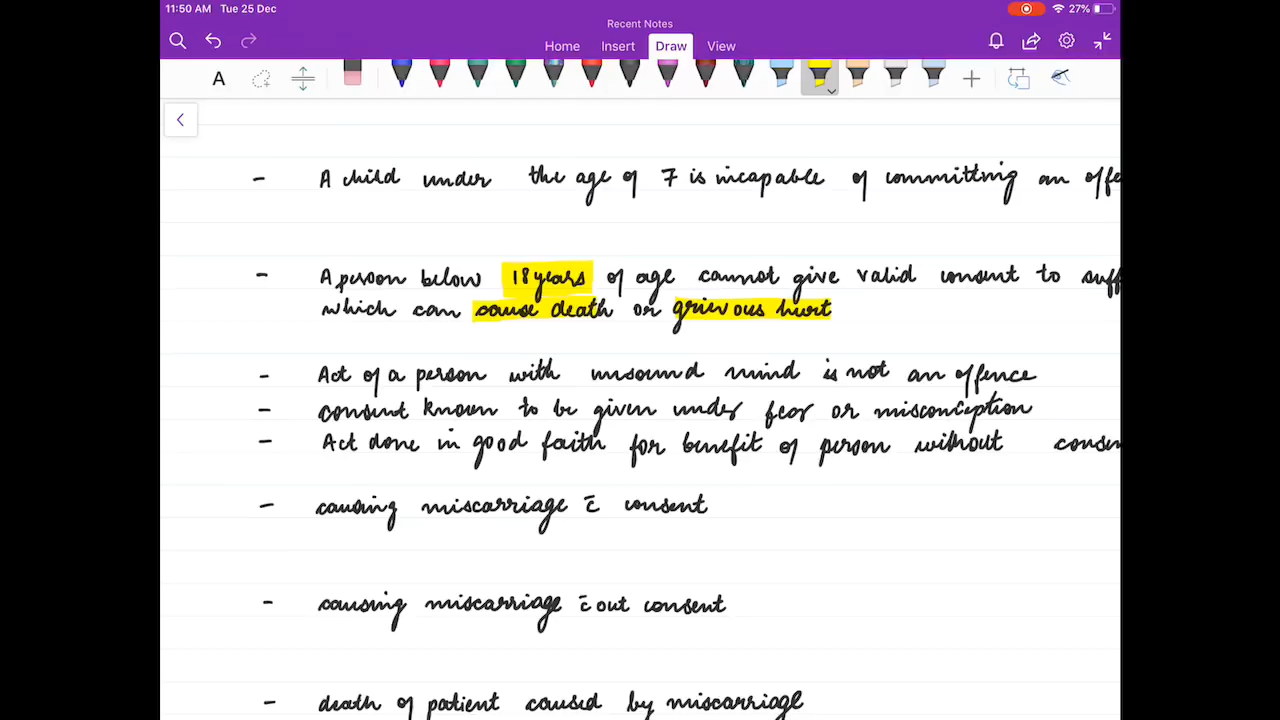 11:50 AM Tue 25 Dec
27%
Recent Notes
Home Insert Draw View
A
- A child under the age of 7 is incapable of committing an offe
- A person below 18 years of age cannot give valid consent to suff
which can cause death or grievous hurt
- Act of a person with unsound mind is not an offence
- consent known to be given under fear or misconception
- Act done in good faith for benefit of person without consen
- causing miscarriage c̄ consent
- causing miscarriage c̄out consent
- death of patient caused by miscarriage